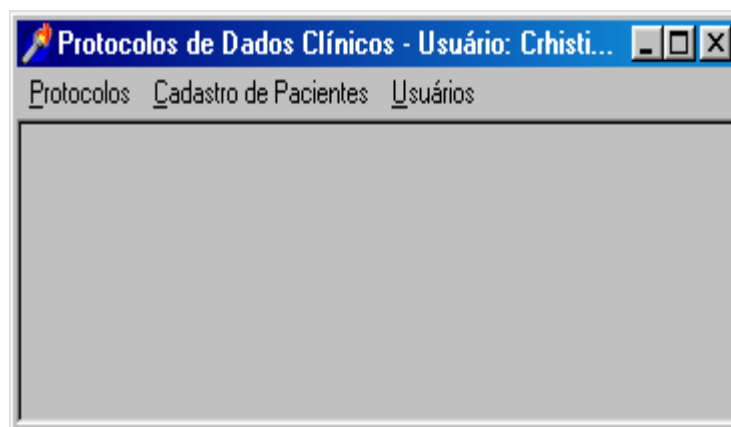 Protocolos de Dados Clínicos - Usuário: Crhisti...
Protocolos Cadastro de Pacientes Usuários